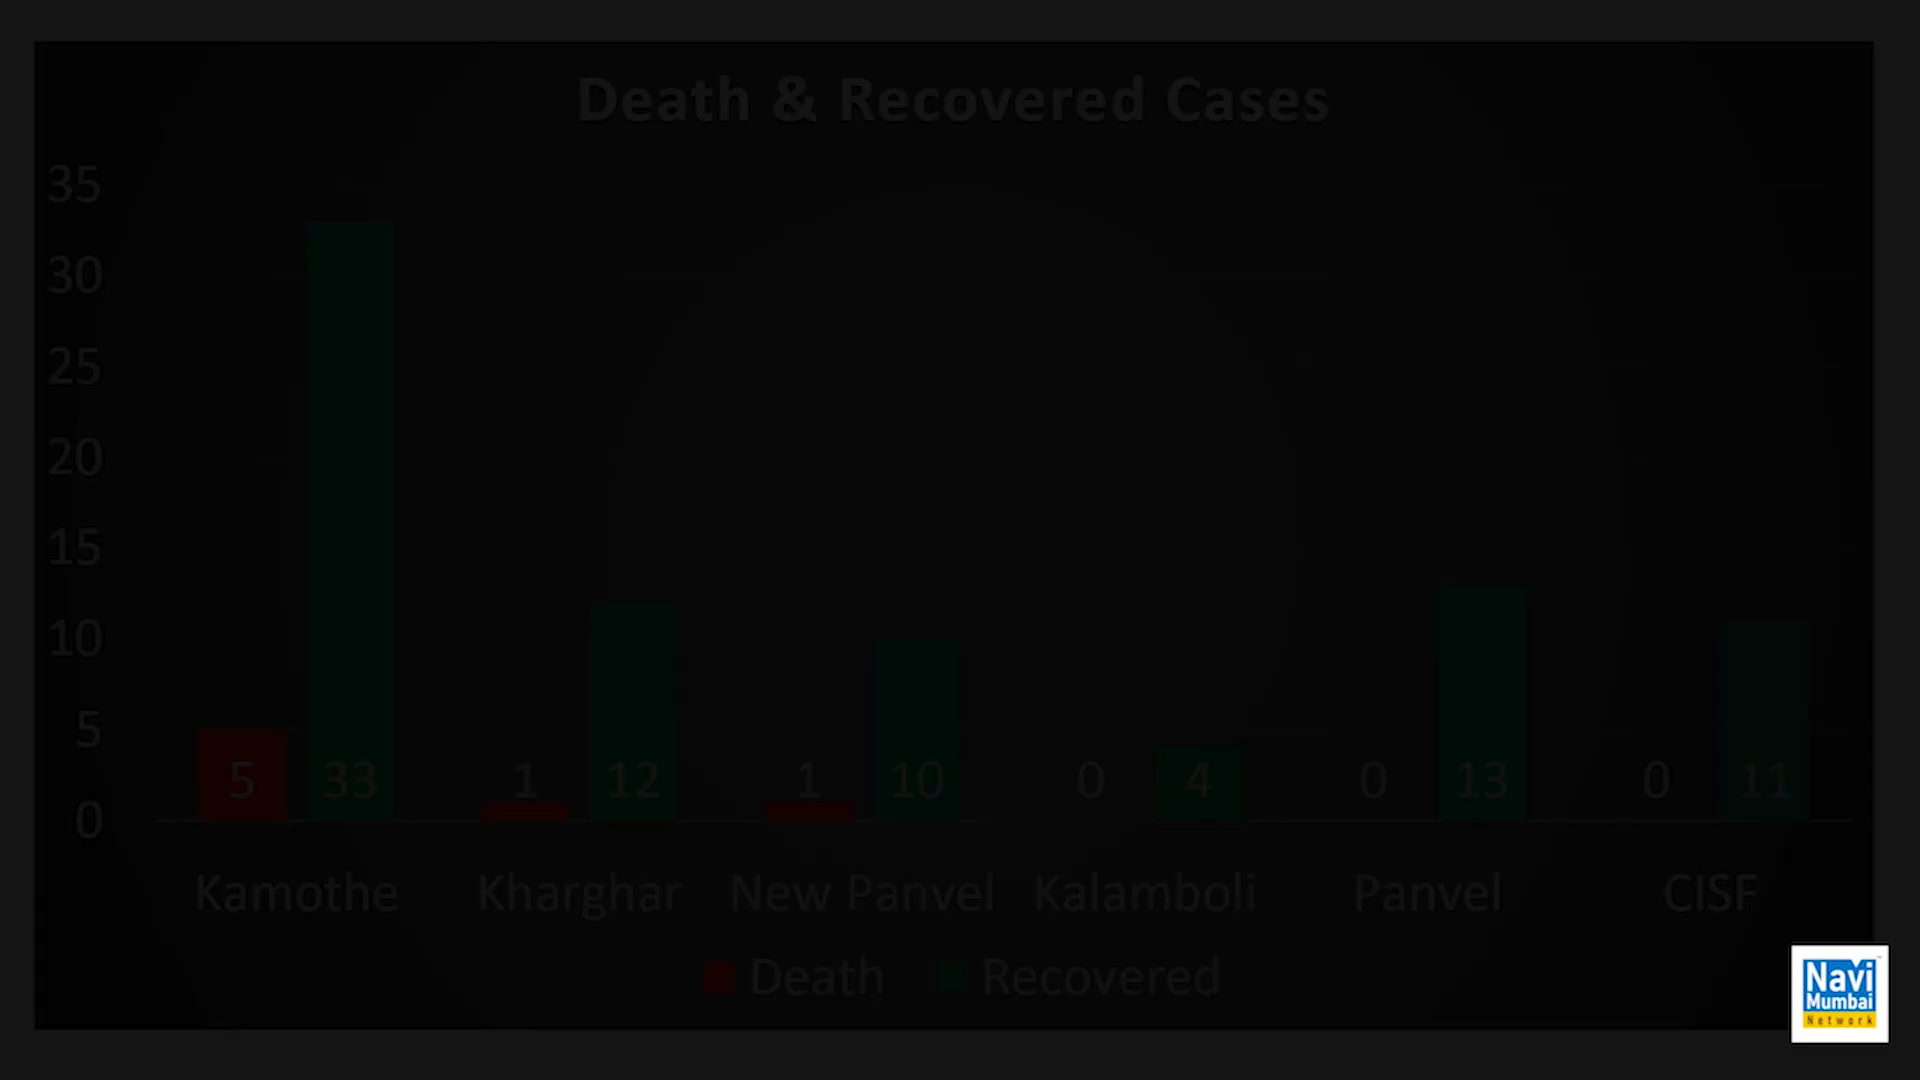 Death & Recovered Cases
35
30
25
20
15
10
5
0
5 33 1 12 1 10 0 4 0 13 0 11
Kamothe Kharghar New Panvel Kalamboli Panvel CISF
Death Recovered
Navi
Mumbai
Network